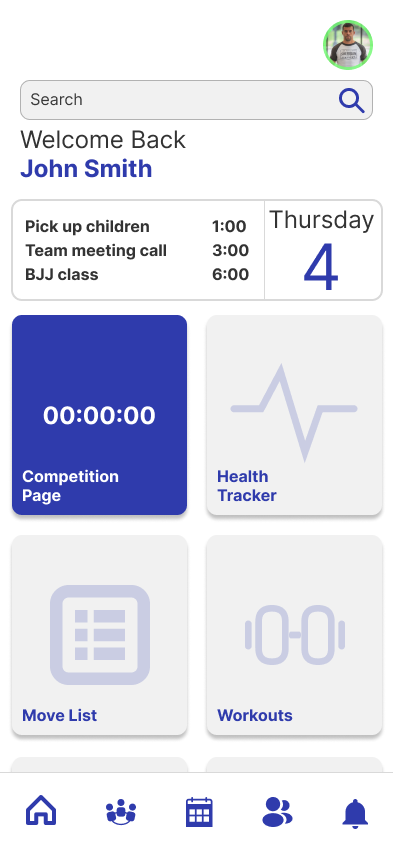 Search
Welcome Back
John Smith
Pick up children 1:00
Team meeting call 3:00
BJJ class 6:00
Thursday
4
00:00:00
Competition
Page
Health
Tracker
Move List
Workouts